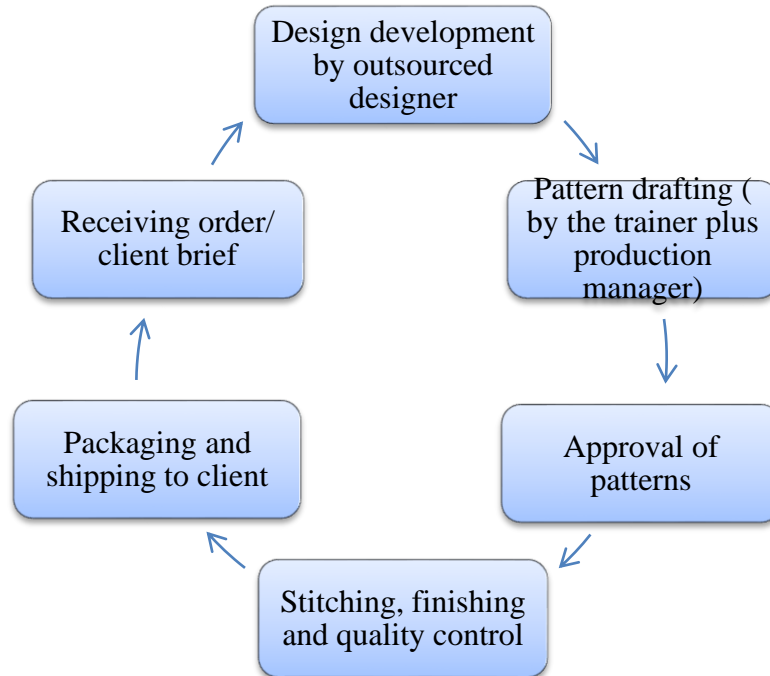 Design development
by outsourced
designer
Pattern drafting (
by the trainer plus
production
manager)
Approval of
patterns
Stitching, finishing
and quality control
Packaging and
shipping to client
Receiving order/
client brief